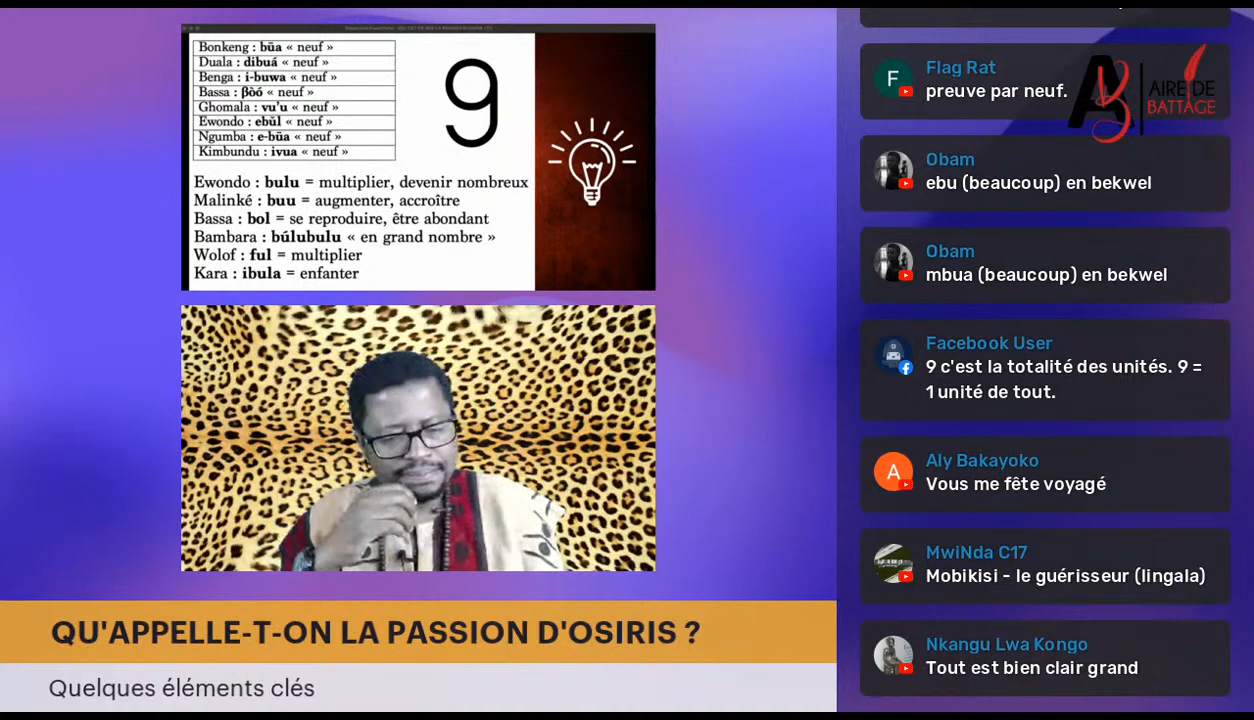 Bonkeng : būa « neuf »
Duala : dibuá « neuf »
Benga : i-buwa « neuf »
Bassa : βòó « neuf »
Ghomala : vu'u « neuf »
Ewondo : ebǔl « neuf »
Ngumba : e-būa « neuf »
Kimbundu : ivua « neuf »
9
Ewondo : bulu = multiplier, devenir nombreux
Malinké : buu = augmenter, accroître
Bassa : bol = se reproduire, être abondant
Bambara : búlubulu « en grand nombre »
Wolof : ful = multiplier
Kara : ibula = enfanter
QU'APPELLE-T-ON LA PASSION D'OSIRIS ?
Quelques éléments clés
AB
AIRE DE
BATTAGE
F
Flag Rat
preuve par neuf.
Obam
ebu (beaucoup) en bekwel
Obam
mbua (beaucoup) en bekwel
Facebook User
9 c'est la totalité des unités. 9 =
1 unité de tout.
A
Aly Bakayoko
Vous me fête voyagé
MwiNda C17
Mobikisi - le guérisseur (lingala)
Nkangu Lwa Kongo
Tout est bien clair grand